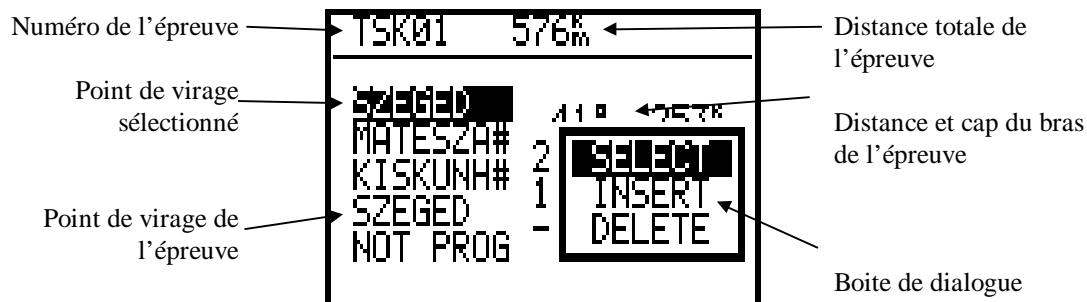 Numéro de l'épreuve
TSK01 576km
Distance totale de
l'épreuve
Point de virage
sélectionné
SZEGED
41°
MATESZA#
2
KISKUNH#
1
SZEGED
-
NOT PROG
SELECT
INSERT
DELETE
Distance et cap du bras
de l'épreuve
Point de virage de
l'épreuve
Boite de dialogue